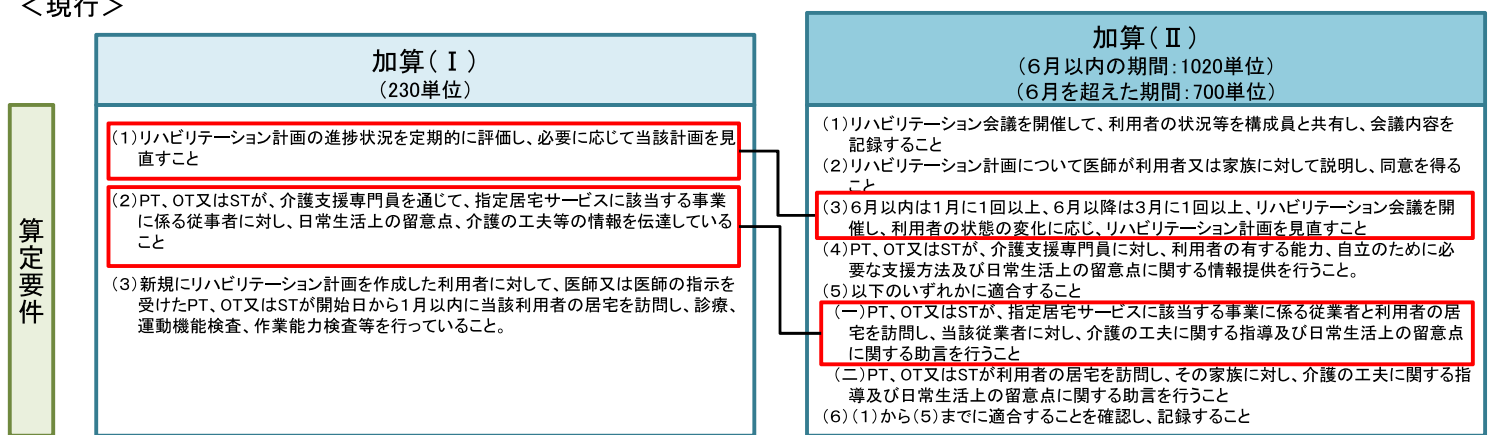 <現行>
算定要件
加算(Ⅰ)
(230単位)
(1)リハビリテーション計画の進捗状況を定期的に評価し、必要に応じて当該計画を見
直すこと
(2)PT、OT又はSTが、介護支援専門員を通じて、指定居宅サービスに該当する事業
に係る従事者に対し、日常生活上の留意点、介護の工夫等の情報を伝達している
こと
(3)新規にリハビリテーション計画を作成した利用者に対して、医師又は医師の指示を
受けたPT、OT又はSTが開始日から1月以内に当該利用者の居宅を訪問し、診療、
運動機能検査、作業能力検査等を行っていること。
加算(Ⅱ)
(6月以内の期間:1020単位)
(6月を超えた期間:700単位)
(1)リハビリテーション会議を開催して、利用者の状況等を構成員と共有し、会議内容を
記録すること
(2)リハビリテーション計画について医師が利用者又は家族に対して説明し、同意を得る
こと
(3)6月以内は1月に1回以上、6月以降は3月に1回以上、リハビリテーション会議を開
催し、利用者の状態の変化に応じ、リハビリテーション計画を見直すこと
(4)PT、OT又はSTが、介護支援専門員に対し、利用者の有する能力、自立のために必
要な支援方法及び日常生活上の留意点に関する情報提供を行うこと。
(5)以下のいずれかに適合すること
(一)PT、OT又はSTが、指定居宅サービスに該当する事業に係る従業者と利用者の居
宅を訪問し、当該従業者に対し、介護の工夫に関する指導及び日常生活上の留意点
に関する助言を行うこと
(二)PT、OT又はSTが利用者の居宅を訪問し、その家族に対し、介護の工夫に関する指
導及び日常生活上の留意点に関する助言を行うこと
(6)(1)から(5)までに適合することを確認し、記録すること